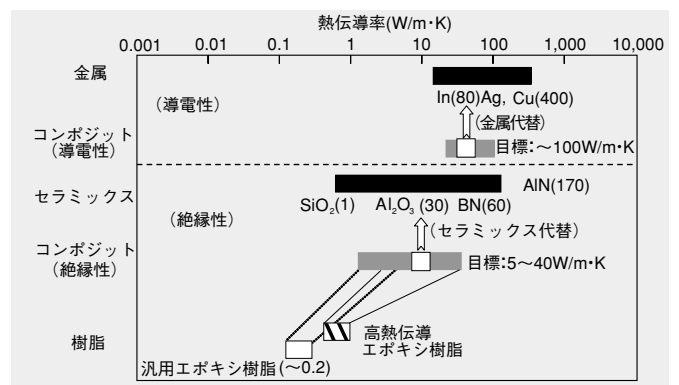 熱伝導率(W/m・K)
0.001 0.01 0.1 1 10 100 1,000 10,000
金属
(導電性)
In(80)Ag, Cu(400)
(金属代替)
コンポジット
(導電性)
目標:~100W/m・K
セラミックス
AlN(170)
SiO₂(1) Al₂O₃(30) BN(60)
(絶縁性)
(セラミックス代替)
コンポジット
(絶縁性)
目標:5~40W/m・K
高熱伝導
エポキシ樹脂
樹脂
汎用エポキシ樹脂(~0.2)